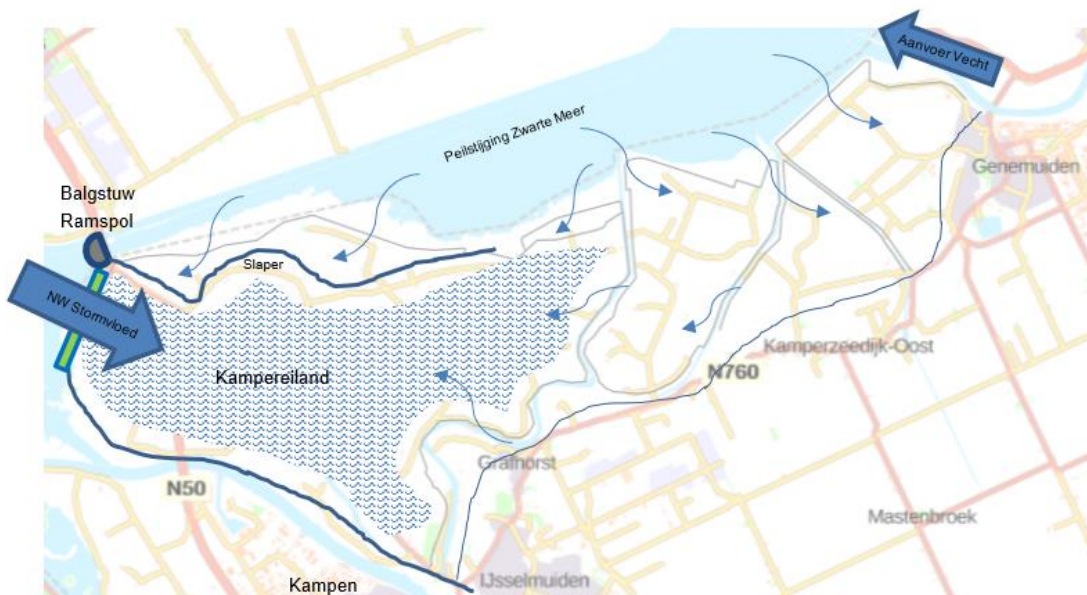 Aanvoer Vecht
Peilstijging Zwarte Meer
Genemuiden
Balgstuw
Ramspol
Slaper
NW Stormvloed
Kamperzeedijk-Oost
Kampereiland
N760
Grafhorst
N50
Mastenbroek
Kampen
IJsselmuiden